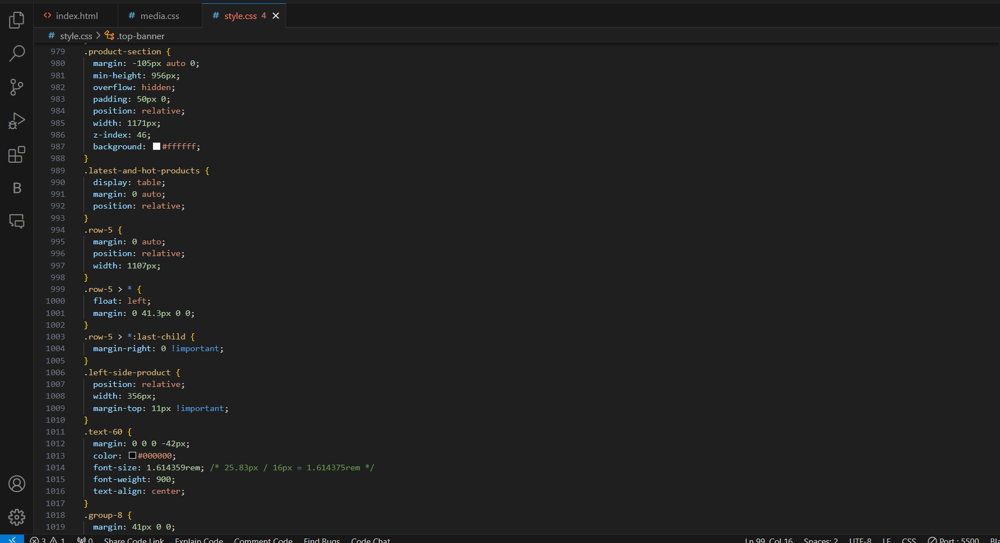 index.html media.css style.css 4
style.css > .top-banner
979 .product-section {
980 margin: -105px auto 0;
981 min-height: 956px;
982 overflow: hidden;
983 padding: 50px 0;
984 position: relative;
985 width: 1171px;
986 z-index: 46;
987 background: #ffffff;
988 }
989 .latest-and-hot-products {
990 display: table;
991 margin: 0 auto;
992 position: relative;
993 }
994 .row-5 {
995 margin: 0 auto;
996 position: relative;
997 width: 1107px;
998 }
999 .row-5 > * {
1000 float: left;
1001 margin: 0 41.3px 0 0;
1002 }
1003 .row-5 > *:last-child {
1004 margin-right: 0 !important;
1005 }
1006 .left-side-product {
1007 position: relative;
1008 width: 356px;
1009 margin-top: 11px !important;
1010 }
1011 .text-60 {
1012 margin: 0 0 0 -42px;
1013 color: #000000;
1014 font-size: 1.614359rem; /* 25.83px / 16px = 1.614375rem */
1015 font-weight: 900;
1016 text-align: center;
1017 }
1018 .group-8 {
1019 margin: 41px 0 0;
3 1 0 Share Code Link Explain Code Comment Code Find Bugs Code Chat Ln 99, Col 16 Spaces: 2 UTF-8 LF CSS Port : 5500